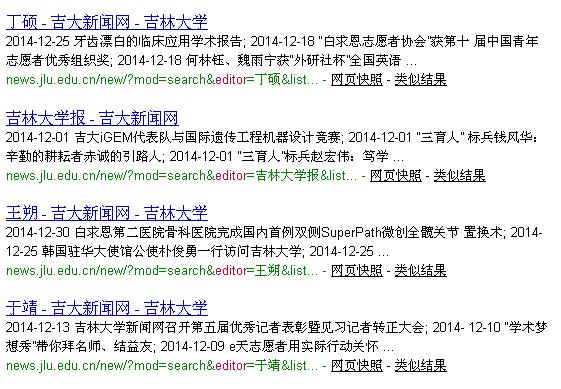 丁硕 - 吉大新闻网 - 吉林大学
2014-12-25 牙齿漂白的临床应用学术报告; 2014-12-18 "白求恩志愿者协会"获第十 届中国青年
志愿者优秀组织奖; 2014-12-18 何林钰、魏雨宁获"外研社杯"全国英语 ...
news.jlu.edu.cn/new/?mod=search&editor=丁硕&list... - 网页快照 - 类似结果
吉林大学报 - 吉大新闻网
2014-12-01 吉大iGEM代表队与国际遗传工程机器设计竞赛; 2014-12-01 "三育人" 标兵钱风华:
辛勤的耕耘者赤诚的引路人; 2014-12-01 "三育人"标兵赵宏伟: 笃学 ...
news.jlu.edu.cn/new/?mod=search&editor=吉林大学报&list... - 网页快照 - 类似结果
王朔 - 吉大新闻网 - 吉林大学
2014-12-30 白求恩第二医院骨科医院完成国内首例双侧SuperPath微创全髋关节 置换术; 2014-
12-25 韩国驻华大使馆公使朴俊勇一行访问吉林大学; 2014-12-25 ...
news.jlu.edu.cn/new/?mod=search&editor=王朔&list... - 网页快照 - 类似结果
于靖 - 吉大新闻网 - 吉林大学
2014-12-13 吉林大学新闻网召开第五届优秀记者表彰暨见习记者转正大会; 2014- 12-10 "学术梦
想秀"带你拜名师、结益友; 2014-12-09 e天志愿者用实际行动关怀 ...
news.jlu.edu.cn/new/?mod=search&editor=于靖&list... - 网页快照 - 类似结果